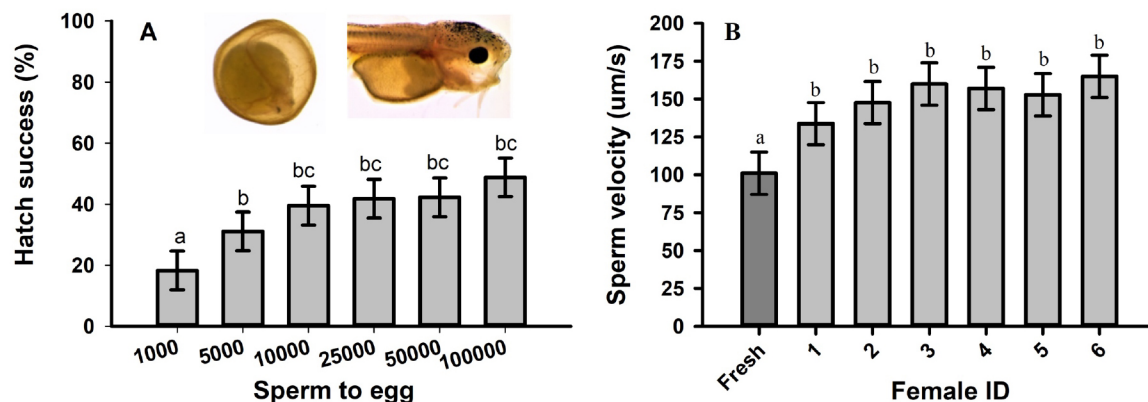 A
Hatch success (%)
100
80
60
40
20
0
a
b
bc
bc
bc
bc
1000
5000
10000
25000
50000
100000
Sperm to egg
B
Sperm velocity (um/s)
200
175
150
125
100
75
50
25
0
a
b
b
b
b
b
b
Fresh
1
2
3
4
5
6
Female ID